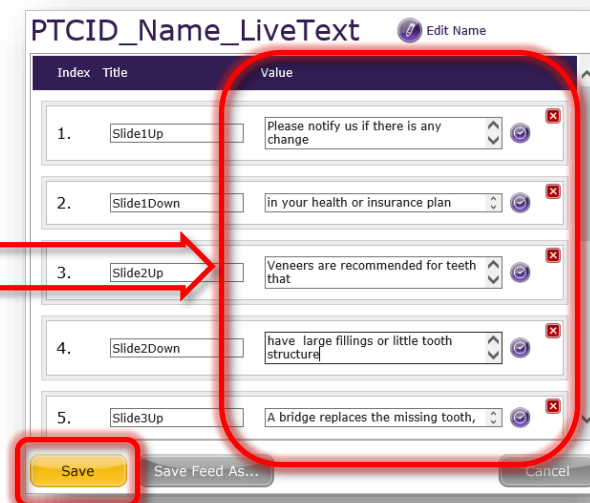 PTCID_Name_LiveText Edit Name
Index Title Value
1. Slide1Up Please notify us if there is any
change
2. Slide1Down in your health or insurance plan
3. Slide2Up Veneers are recommended for teeth
that
4. Slide2Down have  large fillings or little tooth
structure
5. Slide3Up A bridge replaces the missing tooth,
Save Save Feed As... Cancel